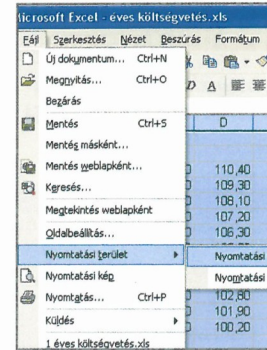 Microsoft Excel - éves költségvetés.xls
Fájl Szerkesztés Nézet Beszúrás Formátum
Új dokumentum... Ctrl+N
Megnyitás... Ctrl+O
Bezárás
Mentés Ctrl+S
Mentés másként...
Mentés weblapként...
Keresés...
Megtekintés weblapként
Oldalbeállítás...
Nyomtatási terület
Nyomtatási kép
Nyomtatás... Ctrl+P
Küldés
1 éves költségvetés.xls
D A
D
110,40
109,30
108,10
107,20
106,30
Nyomtatási
Nyomtatási
102,80
101,90
100,20